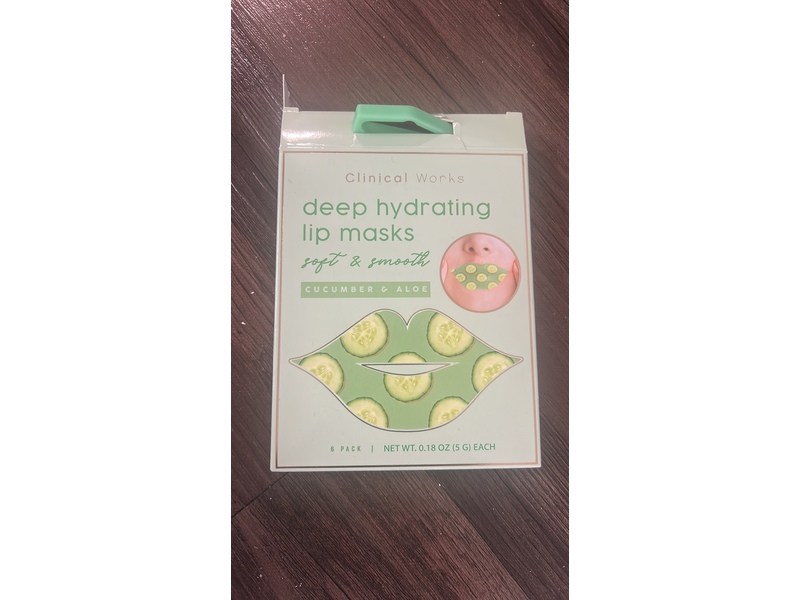 Clinical Works
deep hydrating
lip masks
soft & smooth
CUCUMBER & ALOE
6 PACK | NET WT. 0.18 OZ (5 G) EACH